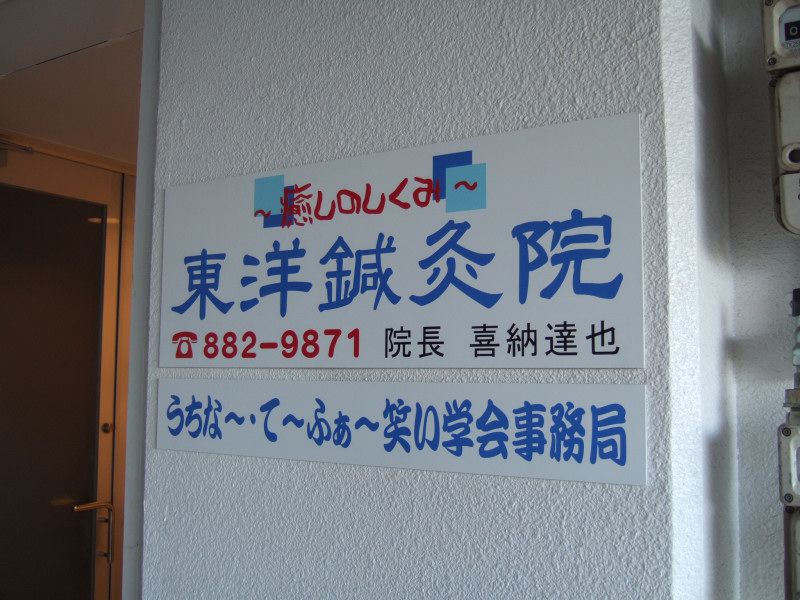 ～癒しのしくみ～
東洋鍼灸院
☎882-9871 院長 喜納達也
うちな～・て～ふぁ～笑い学会事務局